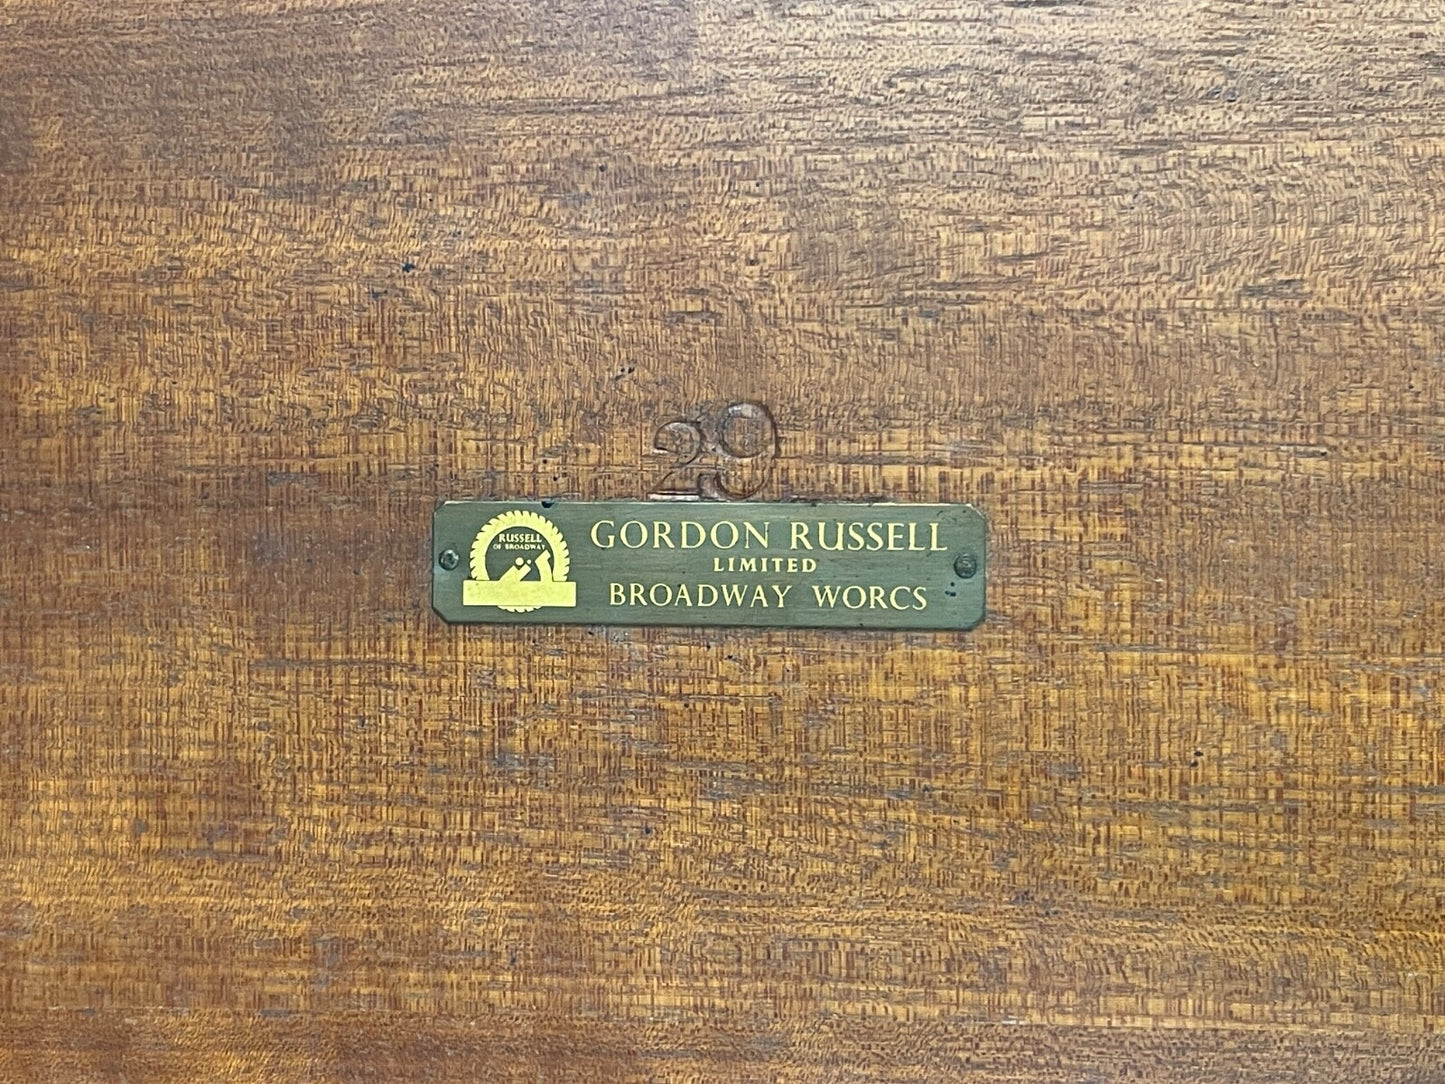 29
RUSSELL
OF BROADWAY
GORDON RUSSELL
LIMITED
BROADWAY WORCS